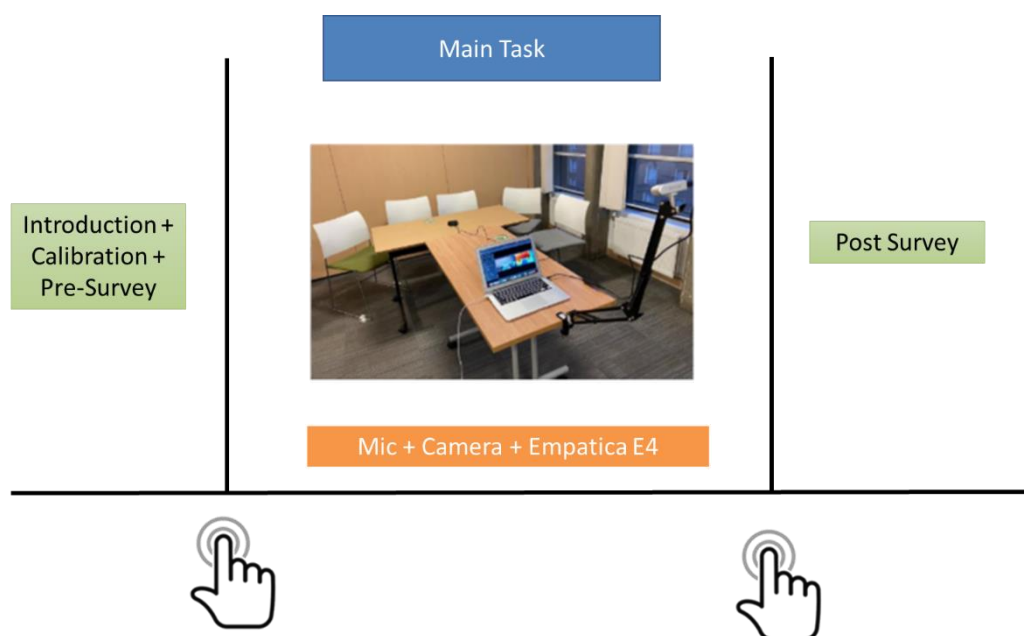 Main Task
Introduction +
Calibration +
Pre-Survey
Post Survey
Mic + Camera + Empatica E4